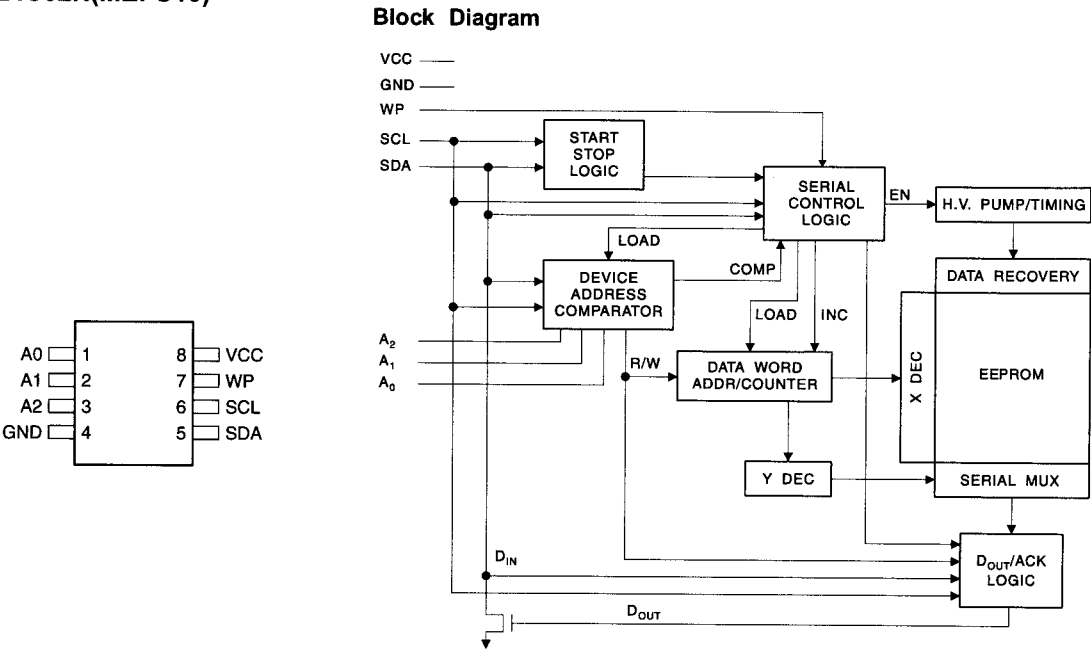 Block Diagram
VCC
GND
WP
SCL
SDA
START
STOP
LOGIC
SERIAL
CONTROL
LOGIC
EN
H.V. PUMP/TIMING
LOAD
COMP
DEVICE
ADDRESS
COMPARATOR
DATA RECOVERY
LOAD
INC
A2
A1
A0
R/W
DATA WORD
ADDR/COUNTER
X DEC
EEPROM
Y DEC
SERIAL MUX
DIN
DOUT/ACK
LOGIC
DOUT
A0 1 8 VCC
A1 2 7 WP
A2 3 6 SCL
GND 4 5 SDA